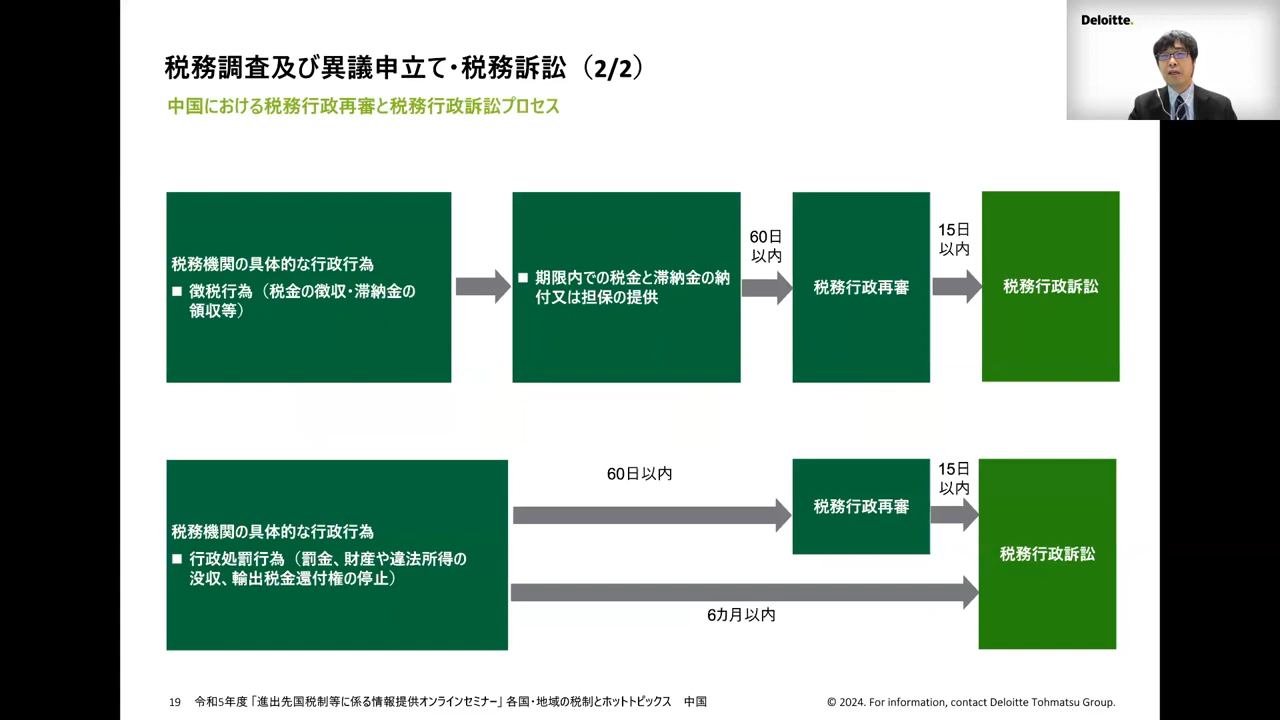 Deloitte.
税務調査及び異議申立て・税務訴訟（2/2）
中国における税務行政再審と税務行政訴訟プロセス
税務機関の具体的な行政行為
■ 徴税行為（税金の徴収・滞納金の
領収等）
■ 期限内での税金と滞納金の納
付又は担保の提供
60日
以内
税務行政再審
15日
以内
税務行政訴訟
税務機関の具体的な行政行為
■ 行政処罰行為（罰金、財産や違法所得の
没収、輸出税金還付権の停止）
60日以内
税務行政再審
15日
以内
税務行政訴訟
6カ月以内
19 令和5年度「進出先国税制等に係る情報提供オンラインセミナー」各国・地域の税制とホットトピックス　中国
© 2024. For information, contact Deloitte Tohmatsu Group.